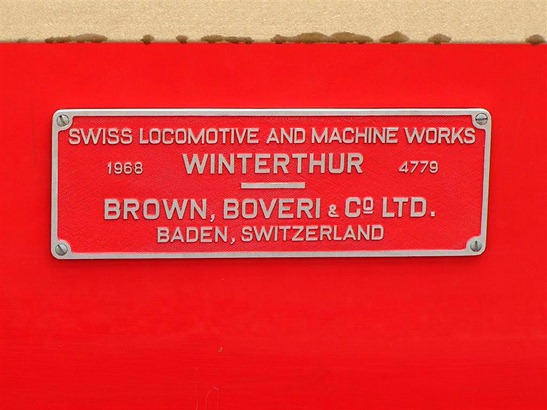 SWISS LOCOMOTIVE AND MACHINE WORKS
1968 WINTERTHUR 4779
BROWN, BOVERI & Cº LTD.
BADEN, SWITZERLAND